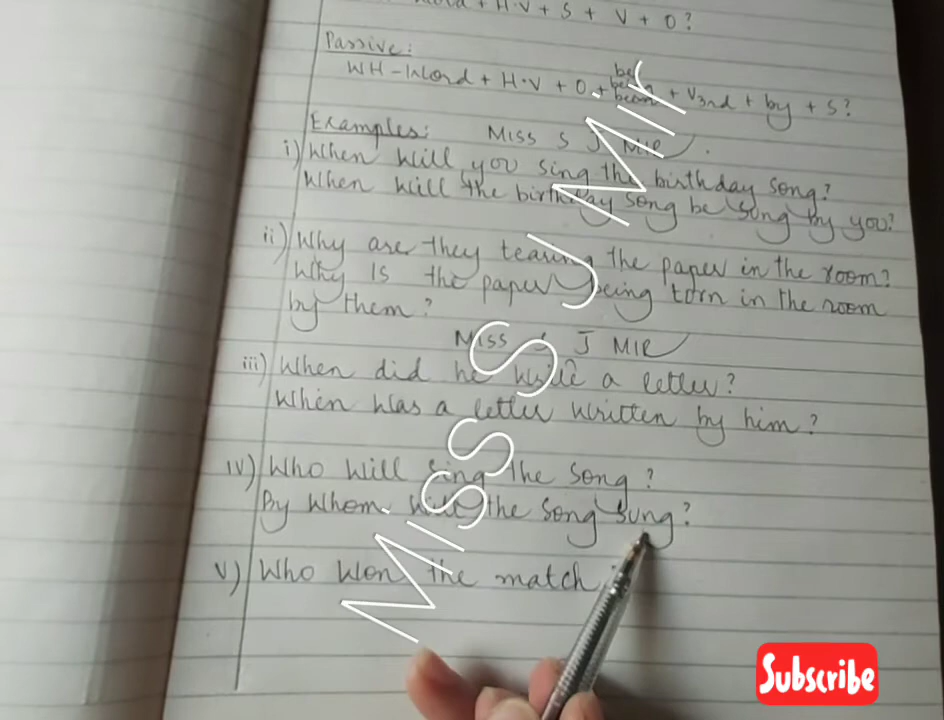 + H.V + S + V + O?
Passive:
WH-Word + H.V + O + been + V3rd + by + S?
Examples: Miss S J MIR
i) When will you sing the birthday song?
When will the birthday song be song by you?
ii) Why are they tearing the paper in the room?
Why Is the paper being torn in the room
by them?
Miss S J MIR
iii) When did he write a letter?
When was a letter written by him?
iv) Who will sing the song?
By whom will the song sung?
v) Who won the match
Miss S J Mir
Subscribe